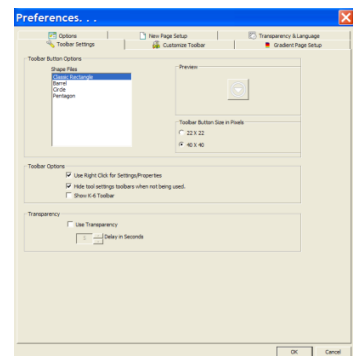 Preferences. . .
Options
New Page Setup
Transparency & Language
Toolbar Settings
Customize Toolbar
Gradient Page Setup
Toolbar Button Options
Shape Files
Classic Rectangle
Barrel
Circle
Pentagon
Preview
Toolbar Button Size in Pixels
22 X 22
40 X 40
Toolbar Options
Use Right Click for Settings/Properties
Hide tool settings toolbars when not being used.
Show K-6 Toolbar
Transparency
Use Transparency
Delay in Seconds
OK
Cancel